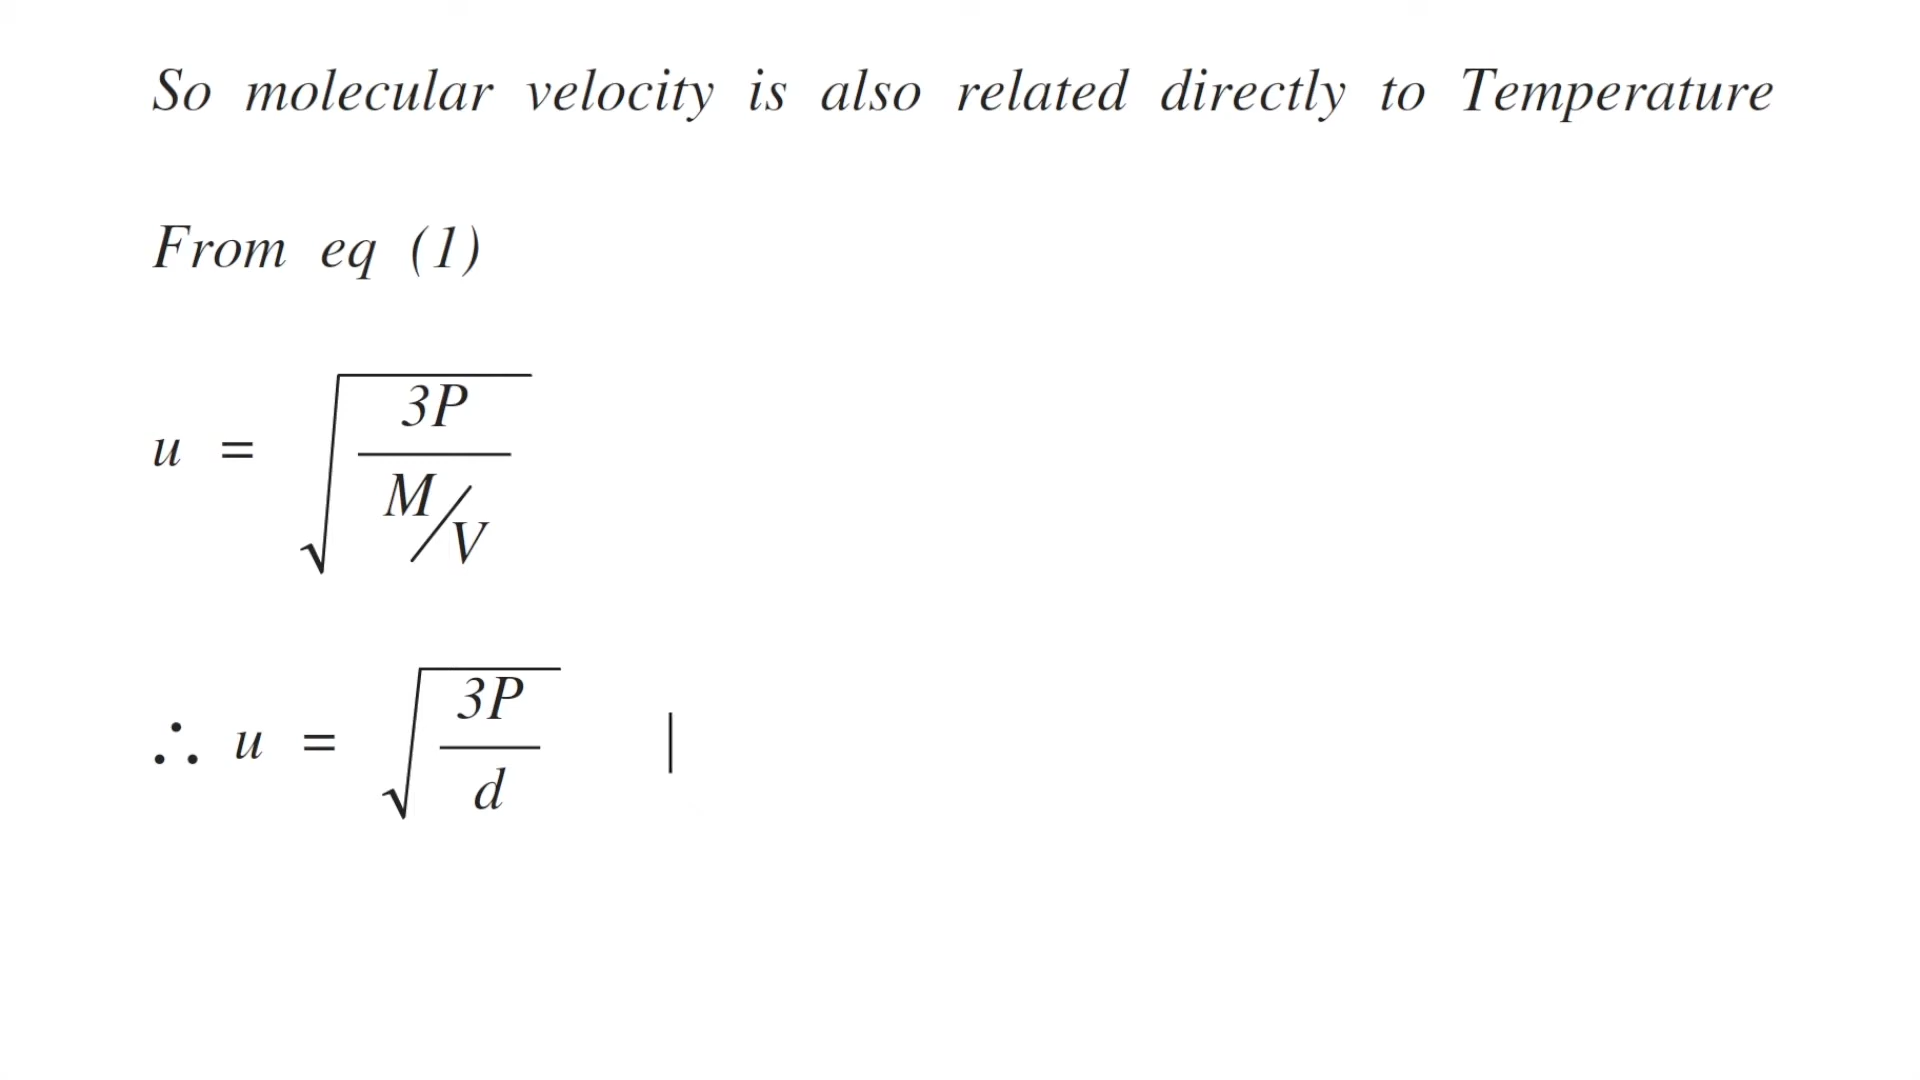 So molecular velocity is also related directly to Temperature
From eq (1)
u = √(3P / (M/V))
∴ u = √(3P / d) |